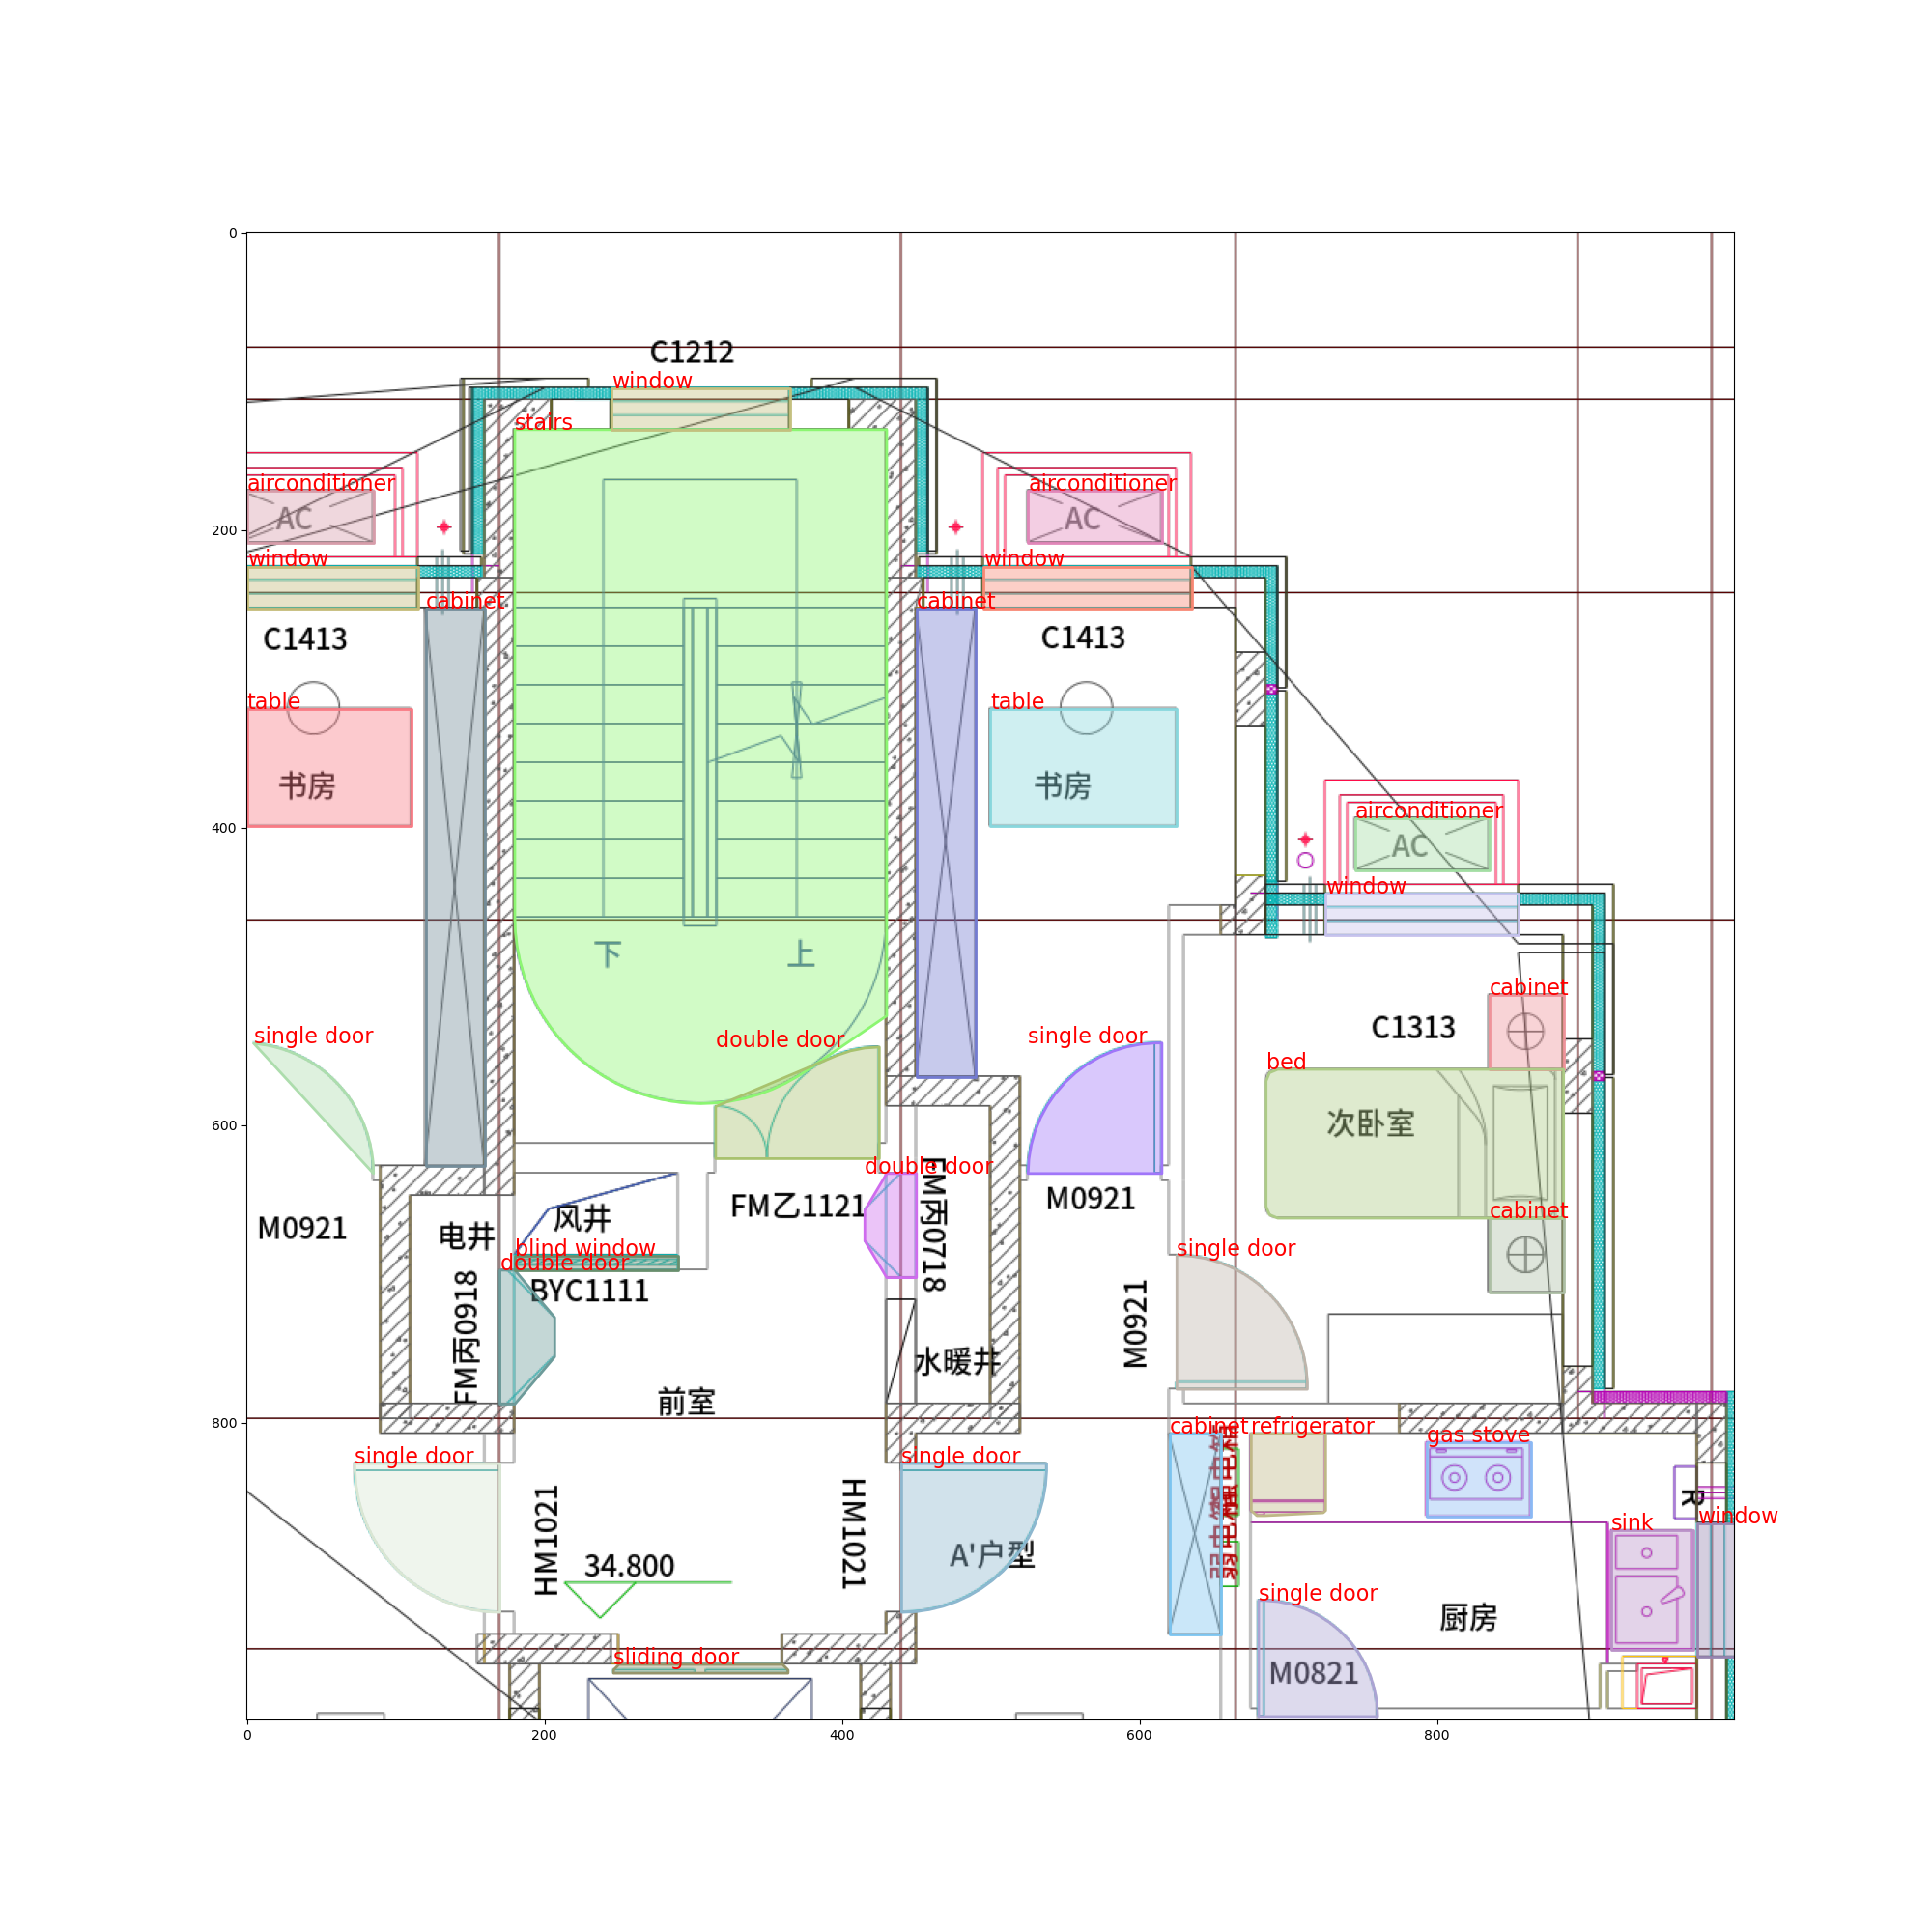 0
C1212
window
stairs
airconditioner
airconditioner
AC
AC
200
window
window
cabinet
cabinet
C1413
C1413
table
table
书房
书房
400
airconditioner
AC
window
下
上
cabinet
C1313
single door
double door
single door
bed
次卧室
600
double door
FM丙0718
M0921
FM乙1121
M0921
cabinet
电井
风井
single door
blind window
double door
BYC1111
FM丙0918
M0921
水暖井
前室
800
cabinet
refrigerator
gas stove
single door
single door
HM1021
HM1021
R
window
sink
A'户型
34.800
single door
厨房
sliding door
M0821
0
200
400
600
800